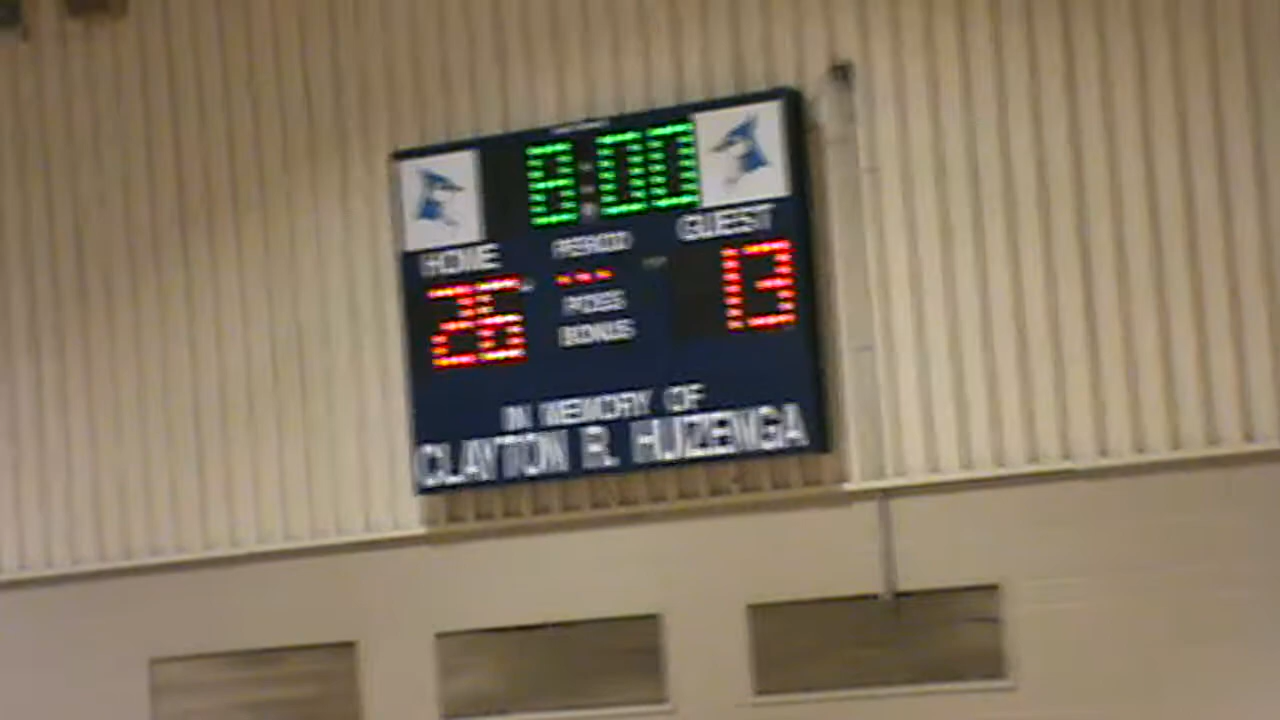 8:00
HOME PERIOD GUEST
26 13
POSS
BONUS
IN MEMORY OF
CLAYTON R. HUIZENGA